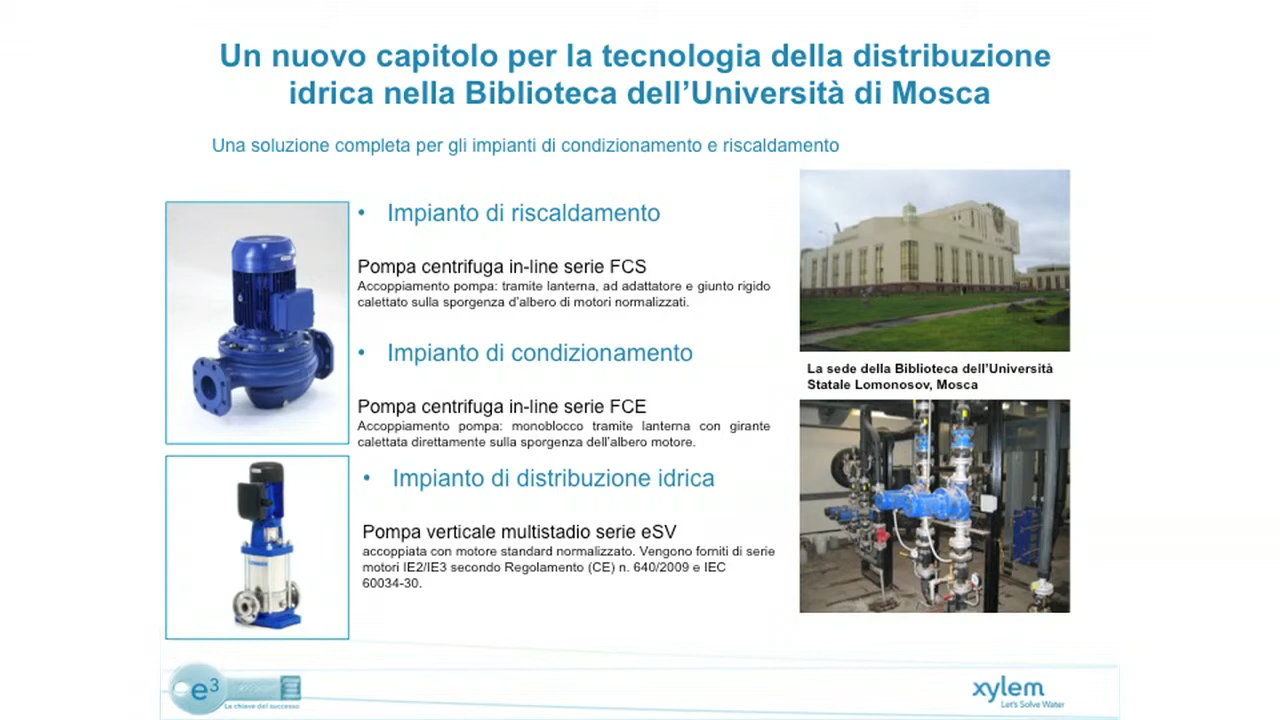 Un nuovo capitolo per la tecnologia della distribuzione
idrica nella Biblioteca dell’Università di Mosca
Una soluzione completa per gli impianti di condizionamento e riscaldamento
• Impianto di riscaldamento
Pompa centrifuga in-line serie FCS
Accoppiamento pompa: tramite lanterna, ad adattatore e giunto rigido
calettato sulla sporgenza d’albero di motori normalizzati.
• Impianto di condizionamento
Pompa centrifuga in-line serie FCE
Accoppiamento pompa: monoblocco tramite lanterna con girante
calettata direttamente sulla sporgenza dell’albero motore.
• Impianto di distribuzione idrica
Pompa verticale multistadio serie eSV
accoppiata con motore standard normalizzato. Vengono forniti di serie
motori IE2/IE3 secondo Regolamento (CE) n. 640/2009 e IEC
60034-30.
La sede della Biblioteca dell’Università
Statale Lomonosov, Mosca
e³
La chiave del successo
xylem
Let's Solve Water